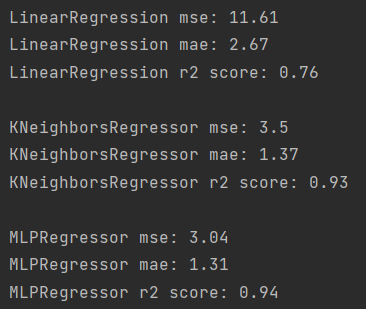 LinearRegression mse: 11.61
LinearRegression mae: 2.67
LinearRegression r2 score: 0.76
KNeighborsRegressor mse: 3.5
KNeighborsRegressor mae: 1.37
KNeighborsRegressor r2 score: 0.93
MLPRegressor mse: 3.04
MLPRegressor mae: 1.31
MLPRegressor r2 score: 0.94